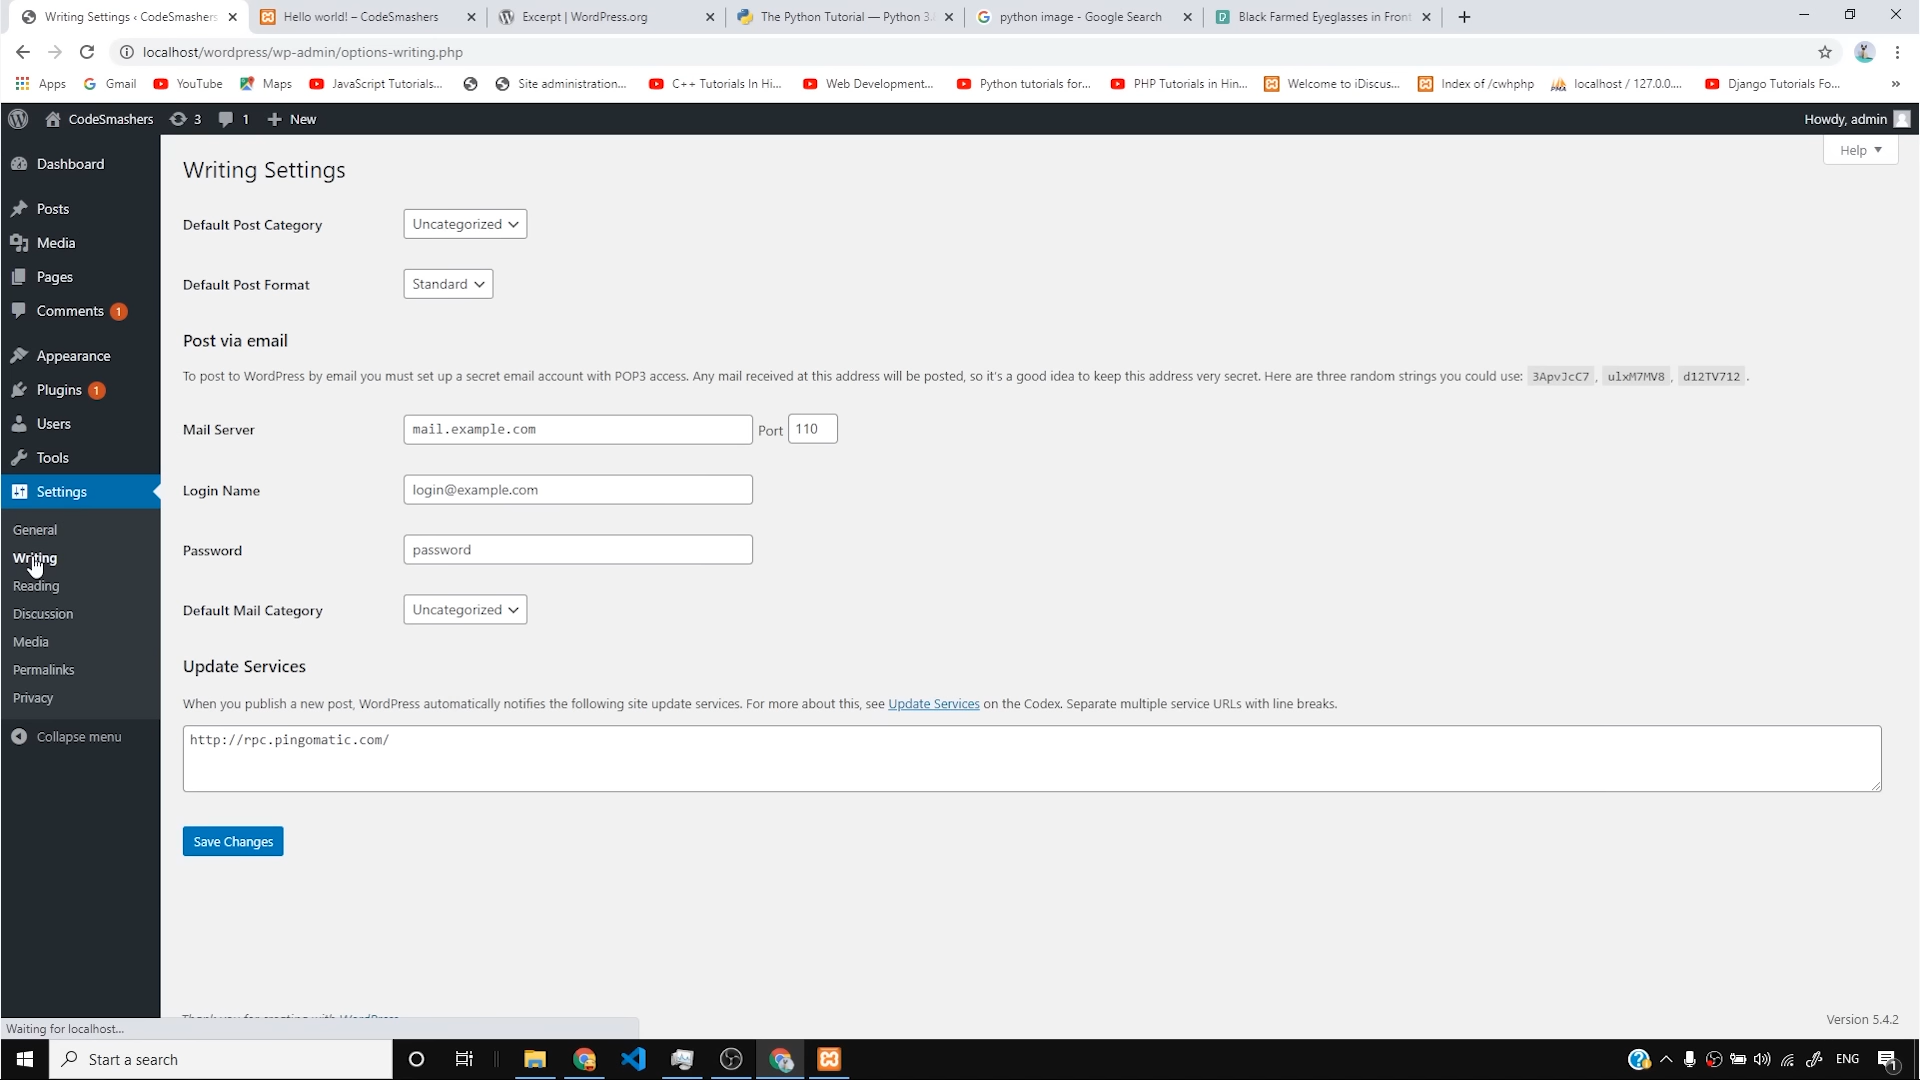 Writing Settings ‹ CodeSmashers
Hello world! – CodeSmashers
Excerpt | WordPress.org
The Python Tutorial — Python 3.
python image - Google Search
Black Farmed Eyeglasses in Front
localhost/wordpress/wp-admin/options-writing.php
Apps
Gmail
YouTube
Maps
JavaScript Tutorials...
Site administration...
C++ Tutorials In Hi...
Web Development...
Python tutorials for...
PHP Tutorials in Hin...
Welcome to iDiscus...
Index of /cwhphp
localhost / 127.0.0....
Django Tutorials Fo...
»
CodeSmashers
3
1
+ New
Howdy, admin
Help
Dashboard
Posts
Media
Pages
Comments 1
Appearance
Plugins 1
Users
Tools
Settings
General
Writing
Reading
Discussion
Media
Permalinks
Privacy
Collapse menu
Writing Settings
Default Post Category
Uncategorized
Default Post Format
Standard
Post via email
To post to WordPress by email you must set up a secret email account with POP3 access. Any mail received at this address will be posted, so it's a good idea to keep this address very secret. Here are three random strings you could use: 3ApvJcC7 , ulxM7MV8 , d12TV712 .
Mail Server
mail.example.com
Port
110
Login Name
login@example.com
Password
password
Default Mail Category
Uncategorized
Update Services
When you publish a new post, WordPress automatically notifies the following site update services. For more about this, see Update Services on the Codex. Separate multiple service URLs with line breaks.
http://rpc.pingomatic.com/
Save Changes
Thank you for creating with WordPress
Version 5.4.2
Waiting for localhost...
Start a search
ENG
1